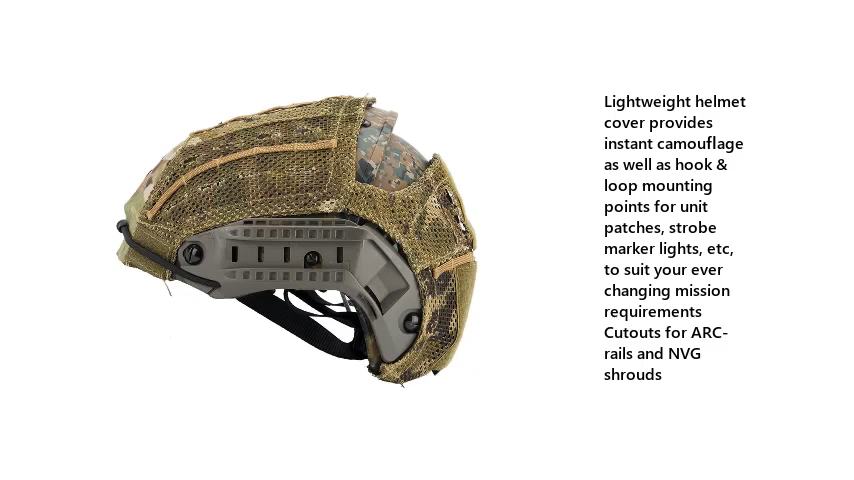 Lightweight helmet
cover provides
instant camouflage
as well as hook &
loop mounting
points for unit
patches, strobe
marker lights, etc,
to suit your ever
changing mission
requirements
Cutouts for ARC-
rails and NVG
shrouds